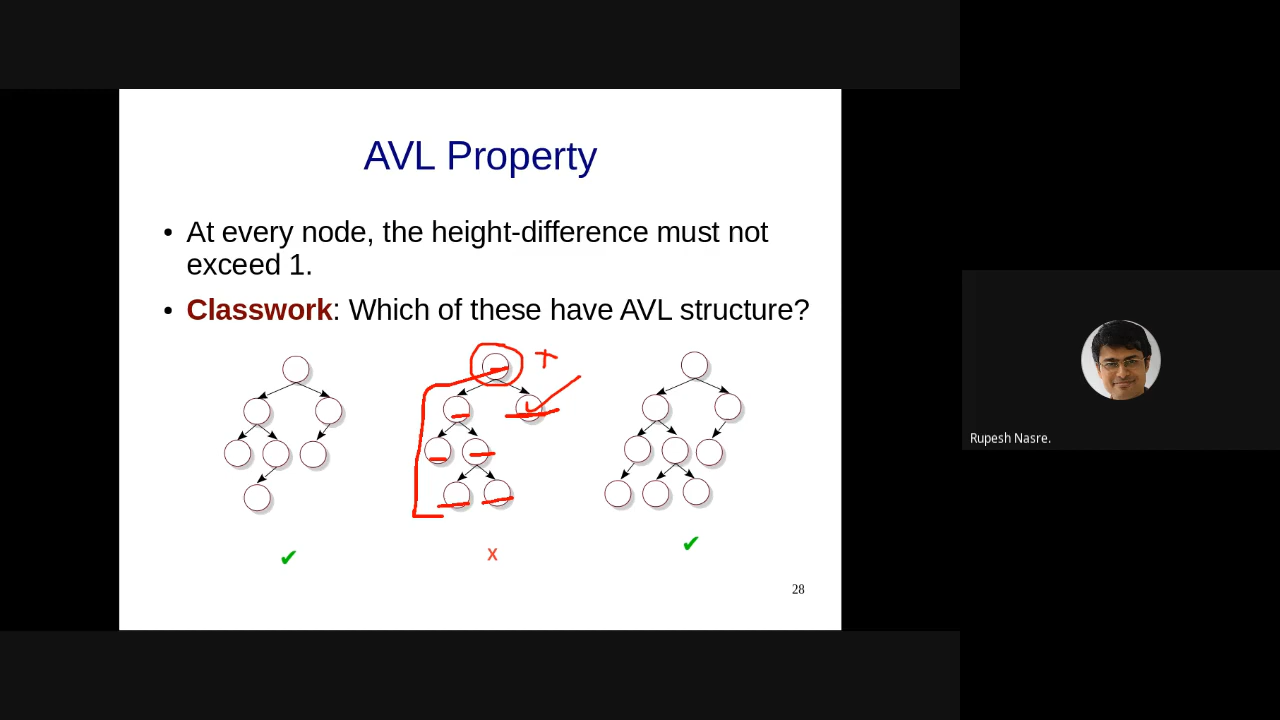 AVL Property
• At every node, the height-difference must not
exceed 1.
• Classwork: Which of these have AVL structure?
✔
x
✔
28
Rupesh Nasre.